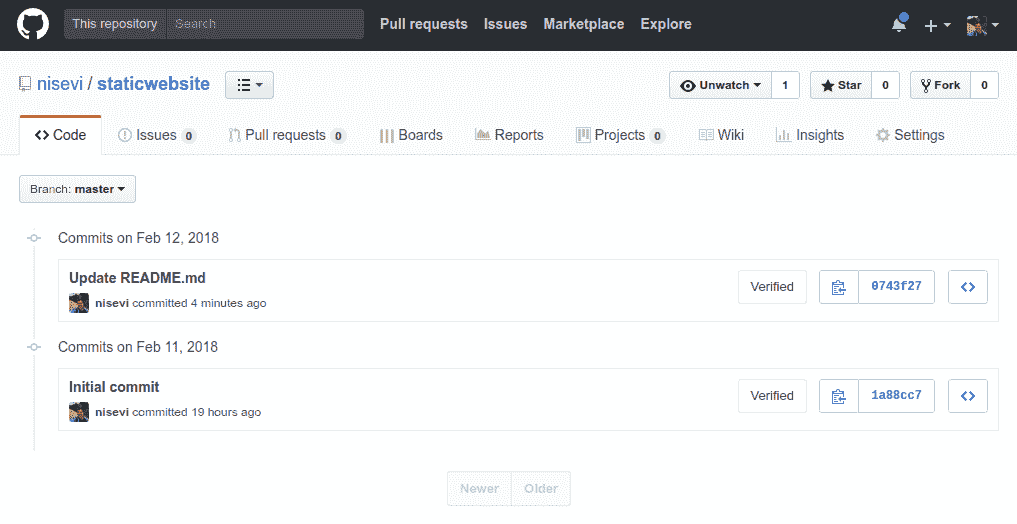 This repository Search Pull requests Issues Marketplace Explore
nisevi / staticwebsite Unwatch 1 Star 0 Fork 0
Code Issues 0 Pull requests 0 Boards Reports Projects 0 Wiki Insights Settings
Branch: master
Commits on Feb 12, 2018
Update README.md
nisevi committed 4 minutes ago
Verified 0743f27
Commits on Feb 11, 2018
Initial commit
nisevi committed 19 hours ago
Verified 1a88cc7
Newer Older